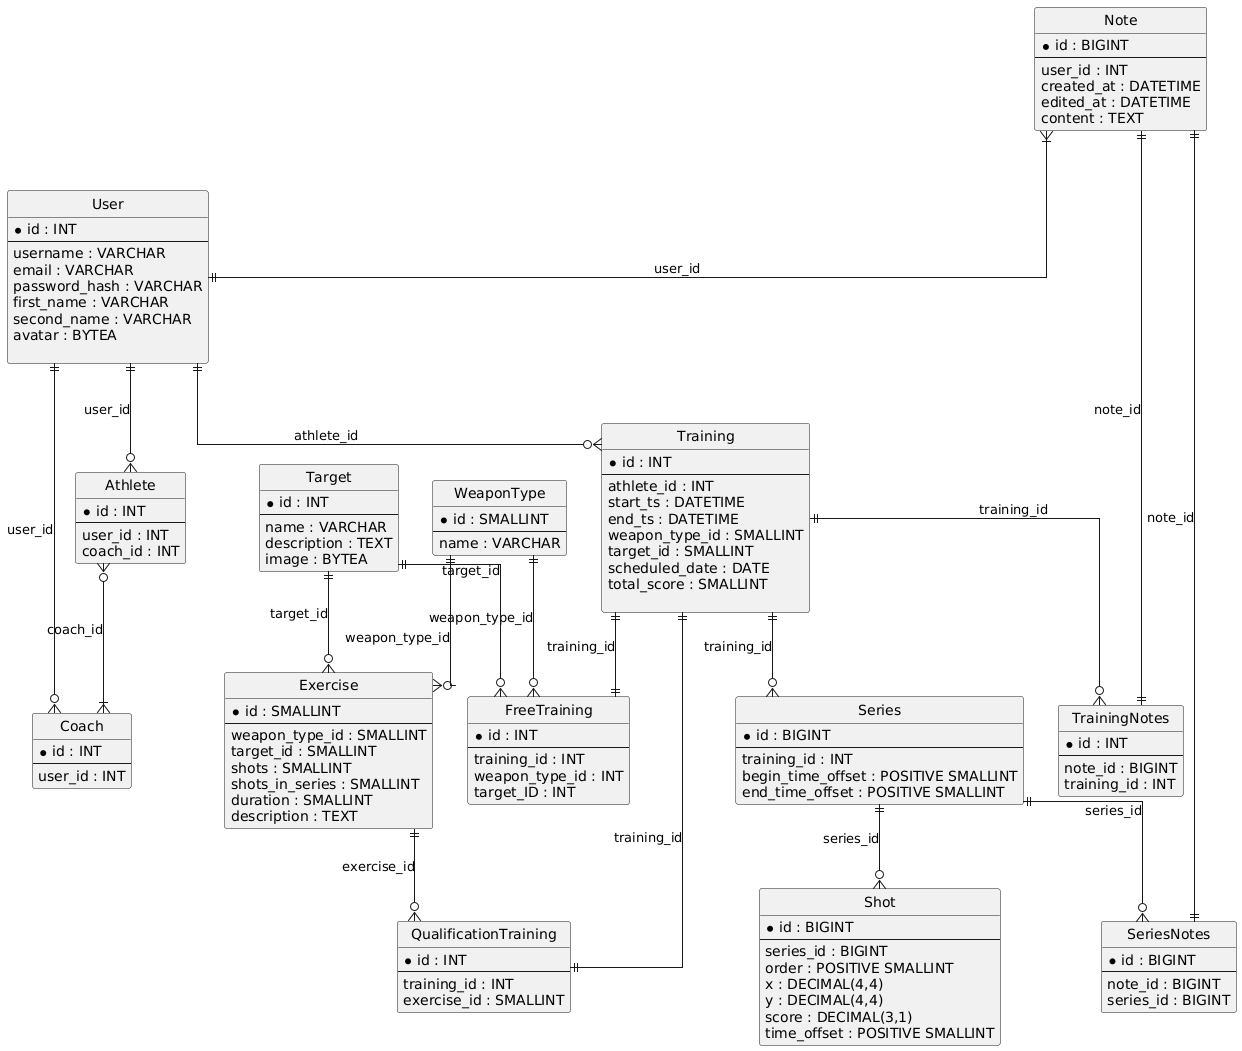 Note
* id : BIGINT
user_id : INT
created_at : DATETIME
edited_at : DATETIME
content : TEXT
User
* id : INT
username : VARCHAR
email : VARCHAR
password_hash : VARCHAR
first_name : VARCHAR
second_name : VARCHAR
avatar : BYTEA
user_id
user_id
athlete_id
note_id
Training
* id : INT
athlete_id : INT
start_ts : DATETIME
end_ts : DATETIME
weapon_type_id : SMALLINT
target_id : SMALLINT
scheduled_date : DATE
total_score : SMALLINT
Target
* id : INT
name : VARCHAR
description : TEXT
image : BYTEA
WeaponType
* id : SMALLINT
name : VARCHAR
Athlete
* id : INT
user_id : INT
coach_id : INT
user_id
training_id
note_id
target_id
target_id
weapon_type_id
weapon_type_id
coach_id
training_id
training_id
Exercise
* id : SMALLINT
weapon_type_id : SMALLINT
target_id : SMALLINT
shots : SMALLINT
shots_in_series : SMALLINT
duration : SMALLINT
description : TEXT
FreeTraining
* id : INT
training_id : INT
weapon_type_id : INT
target_ID : INT
Series
* id : BIGINT
training_id : INT
begin_time_offset : POSITIVE SMALLINT
end_time_offset : POSITIVE SMALLINT
TrainingNotes
* id : INT
note_id : BIGINT
training_id : INT
Coach
* id : INT
user_id : INT
series_id
training_id
series_id
exercise_id
Shot
* id : BIGINT
series_id : BIGINT
order : POSITIVE SMALLINT
x : DECIMAL(4,4)
y : DECIMAL(4,4)
score : DECIMAL(3,1)
time_offset : POSITIVE SMALLINT
QualificationTraining
* id : INT
training_id : INT
exercise_id : SMALLINT
SeriesNotes
* id : BIGINT
note_id : BIGINT
series_id : BIGINT